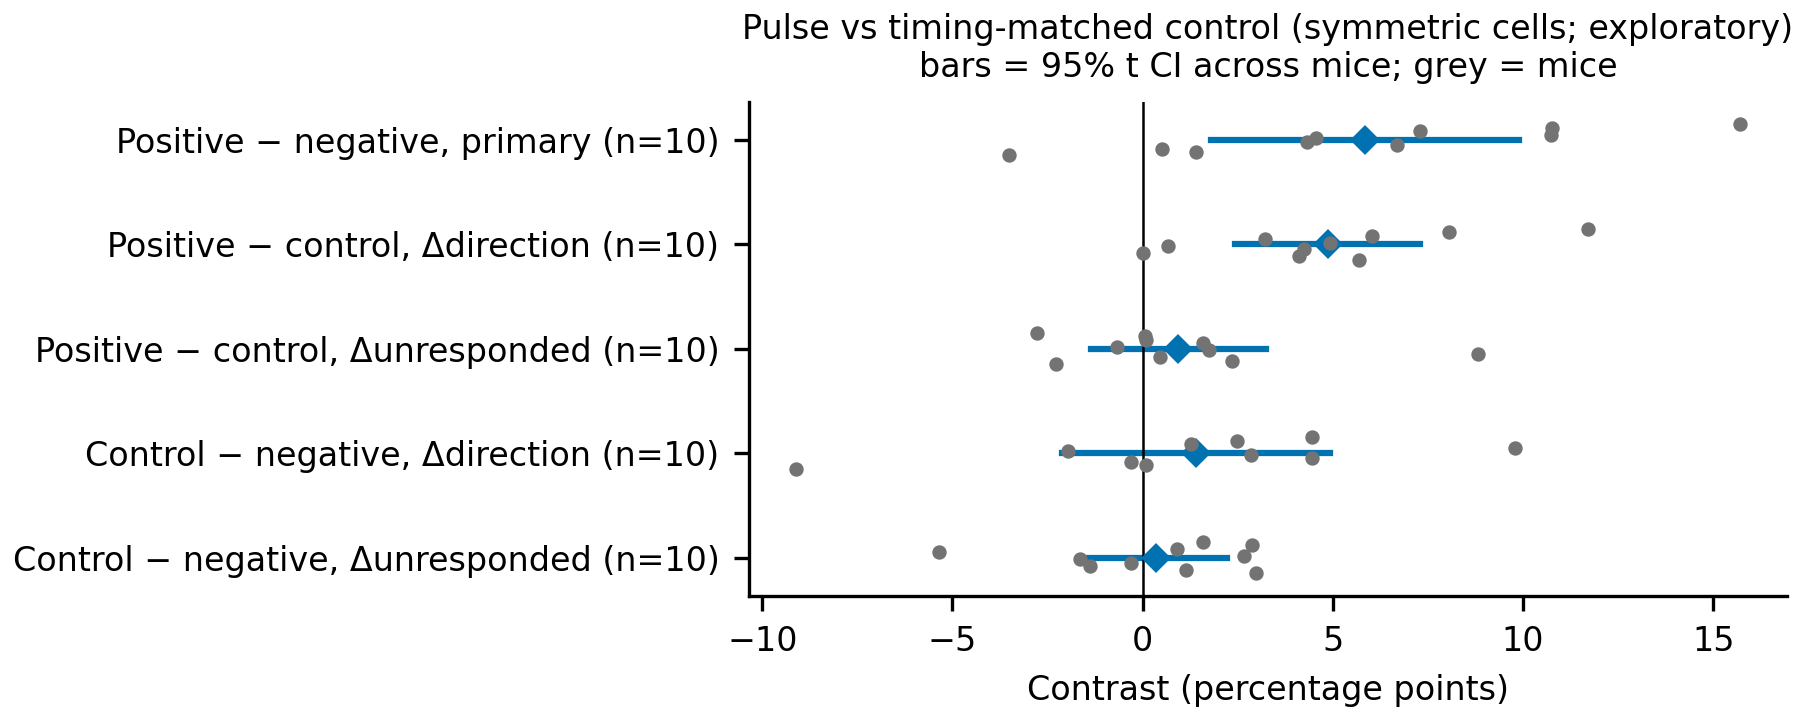 Pulse vs timing-matched control (symmetric cells; exploratory)
bars = 95% t CI across mice; grey = mice
Positive − negative, primary (n=10)
Positive − control, Δdirection (n=10)
Positive − control, Δunresponded (n=10)
Control − negative, Δdirection (n=10)
Control − negative, Δunresponded (n=10)
−10 −5 0 5 10 15
Contrast (percentage points)